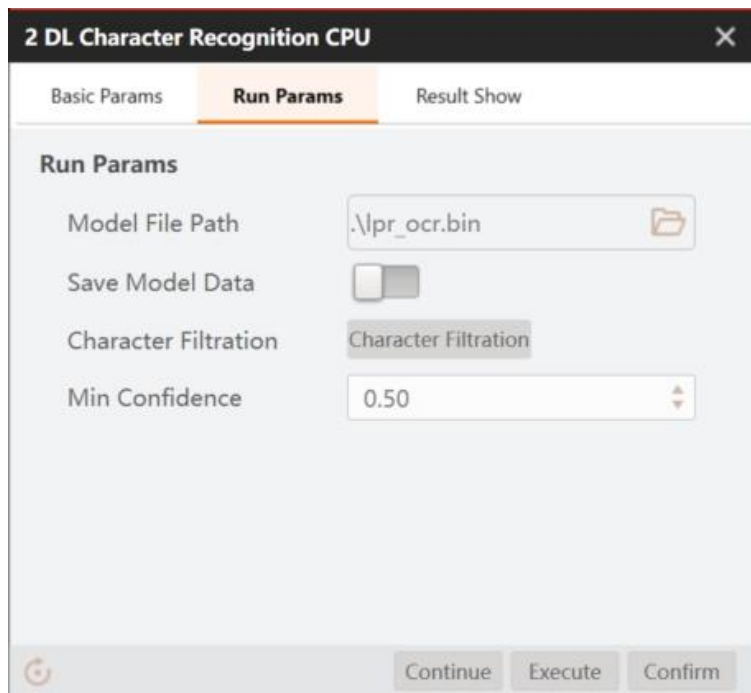 2 DL Character Recognition CPU
Basic Params Run Params Result Show
Run Params
Model File Path .\lpr_ocr.bin
Save Model Data
Character Filtration Character Filtration
Min Confidence 0.50
Continue Execute Confirm